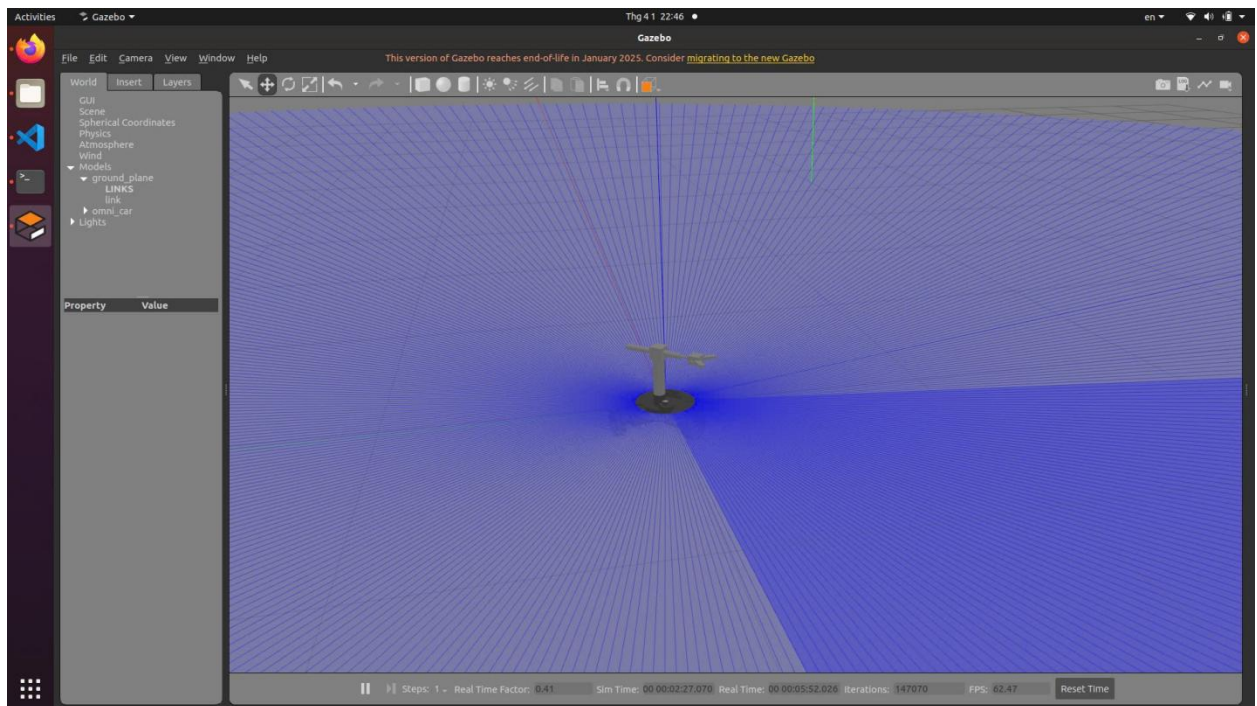 Activities Gazebo Thg 4 1 22:46 en
Gazebo
File Edit Camera View Window Help This version of Gazebo reaches end-of-life in January 2025. Consider migrating to the new Gazebo
World Insert Layers
GUI
Scene
Spherical Coordinates
Physics
Atmosphere
Wind
Models
ground_plane
LINKS
link
omni_car
Lights
Property Value
Steps: 1 Real Time Factor: 0.41 Sim Time: 00 00:02:27.070 Real Time: 00 00:05:52.026 Iterations: 147070 FPS: 62.47 Reset Time